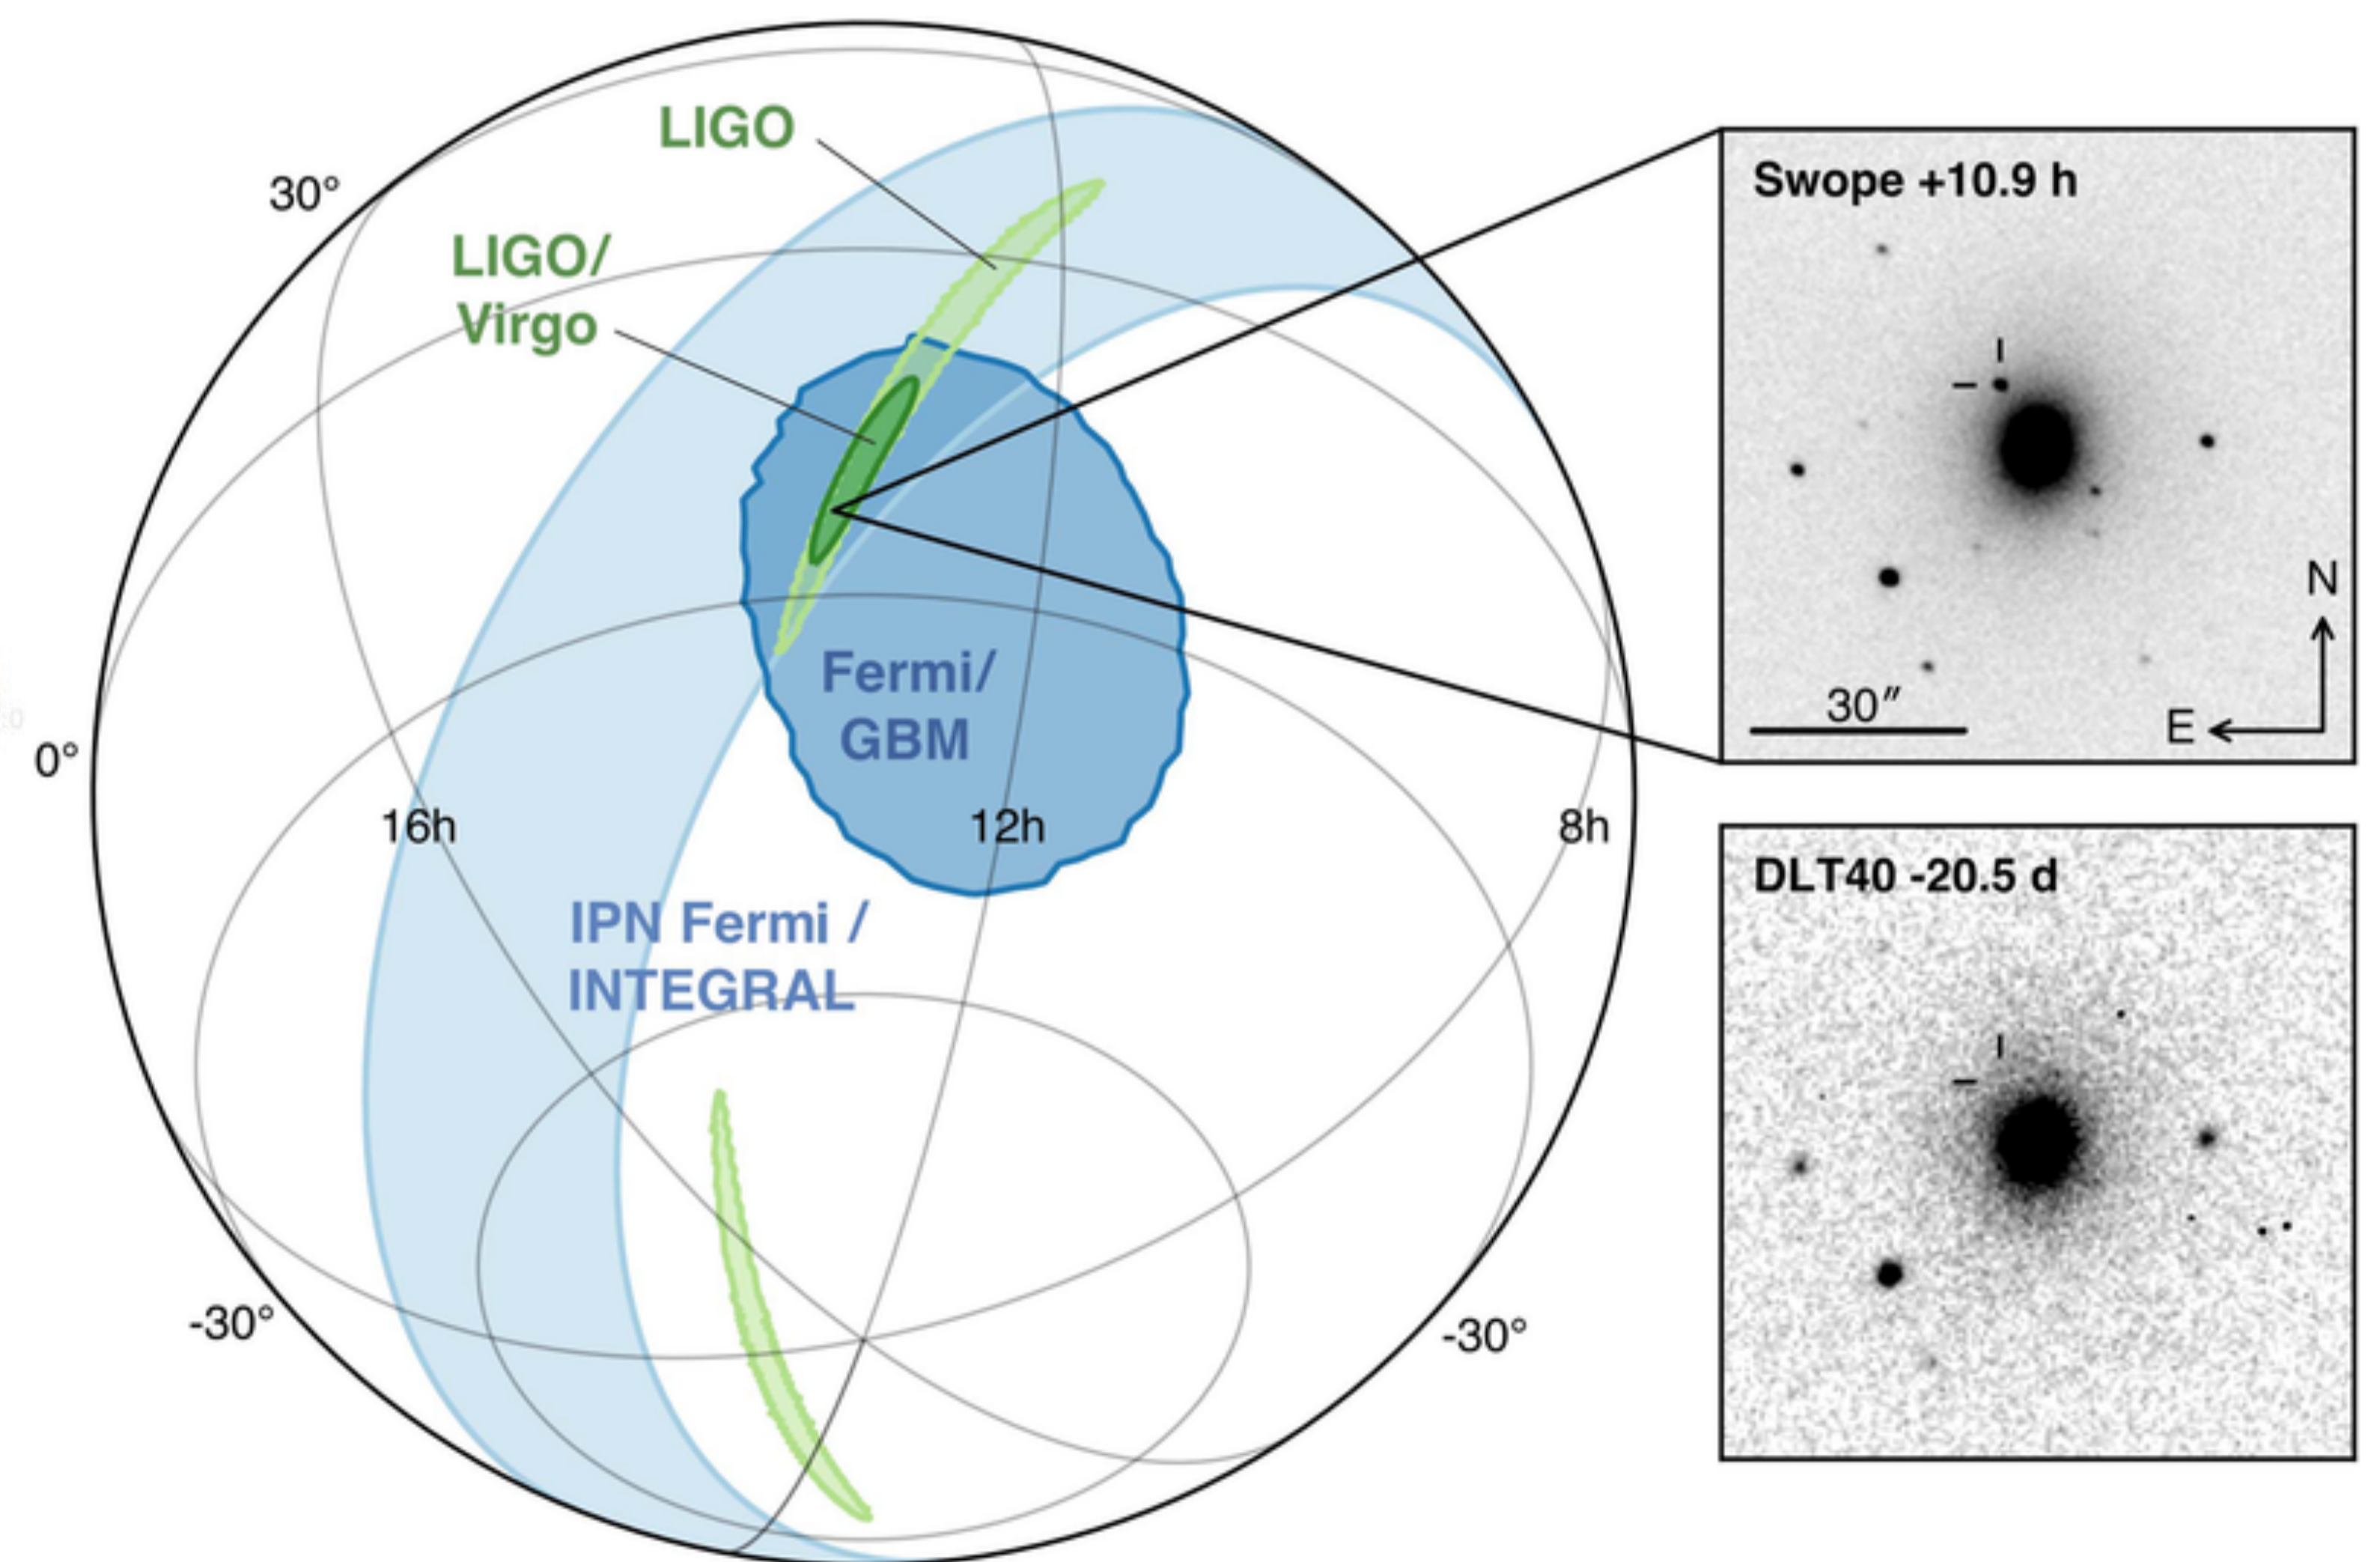 LIGO
LIGO/
Virgo
30°
0°
16h
12h
8h
Fermi/
GBM
IPN Fermi /
INTEGRAL
-30°
-30°
Swope +10.9 h
30″
N
E
DLT40 -20.5 d